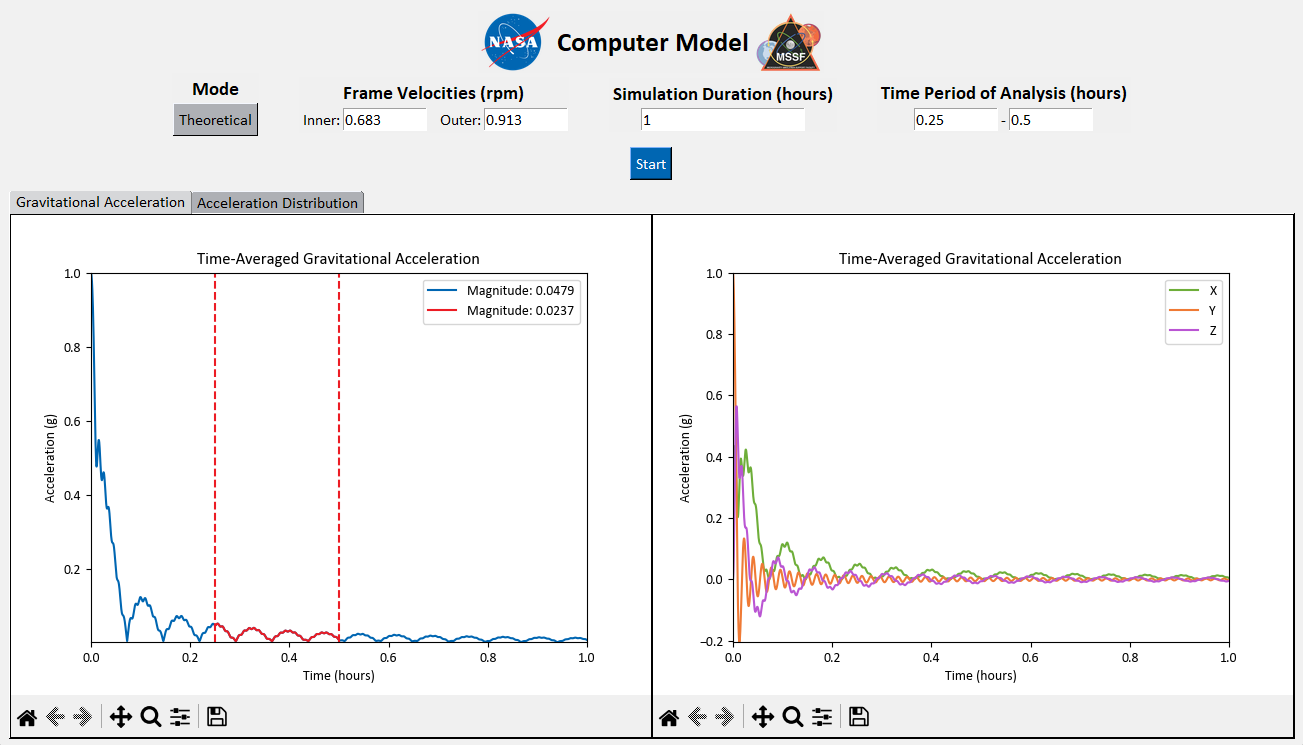 NASA
Computer Model
MSSF
Mode
Theoretical
Frame Velocities (rpm)
Inner: 0.683 Outer: 0.913
Simulation Duration (hours)
1
Time Period of Analysis (hours)
0.25 - 0.5
Start
Gravitational Acceleration Acceleration Distribution
Time-Averaged Gravitational Acceleration
Magnitude: 0.0479
Magnitude: 0.0237
Acceleration (g)
1.0
0.8
0.6
0.4
0.2
0.0 0.2 0.4 0.6 0.8 1.0
Time (hours)
Time-Averaged Gravitational Acceleration
X
Y
Z
Acceleration (g)
1.0
0.8
0.6
0.4
0.2
0.0
-0.2
0.0 0.2 0.4 0.6 0.8 1.0
Time (hours)